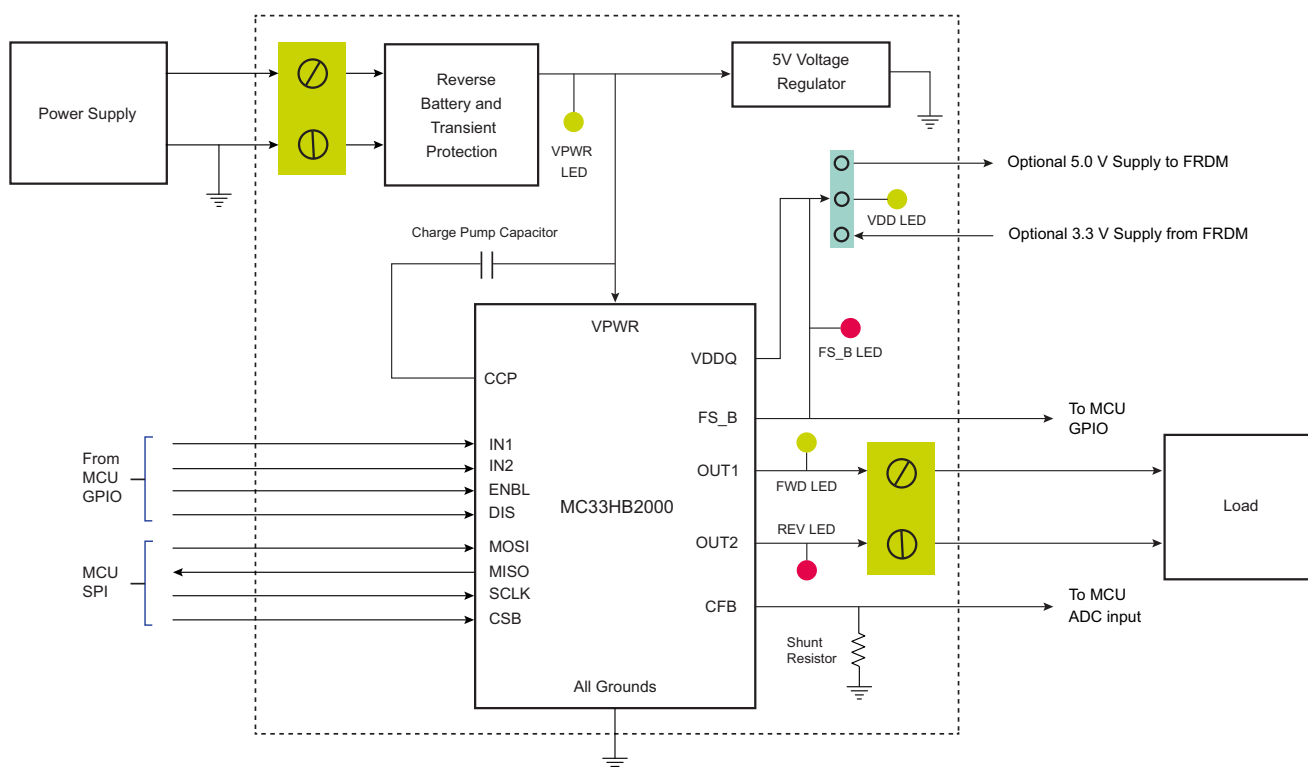 Power Supply
Reverse
Battery and
Transient
Protection
VPWR
LED
5V Voltage
Regulator
Optional 5.0 V Supply to FRDM
VDD LED
Optional 3.3 V Supply from FRDM
Charge Pump Capacitor
VPWR
VDDQ
FS_B LED
CCP
FS_B
To MCU
GPIO
From
MCU
GPIO
IN1
IN2
ENBL
DIS
OUT1
FWD LED
MC33HB2000
Load
REV LED
OUT2
MCU
SPI
MOSI
MISO
SCLK
CSB
CFB
To MCU
ADC input
Shunt
Resistor
All Grounds